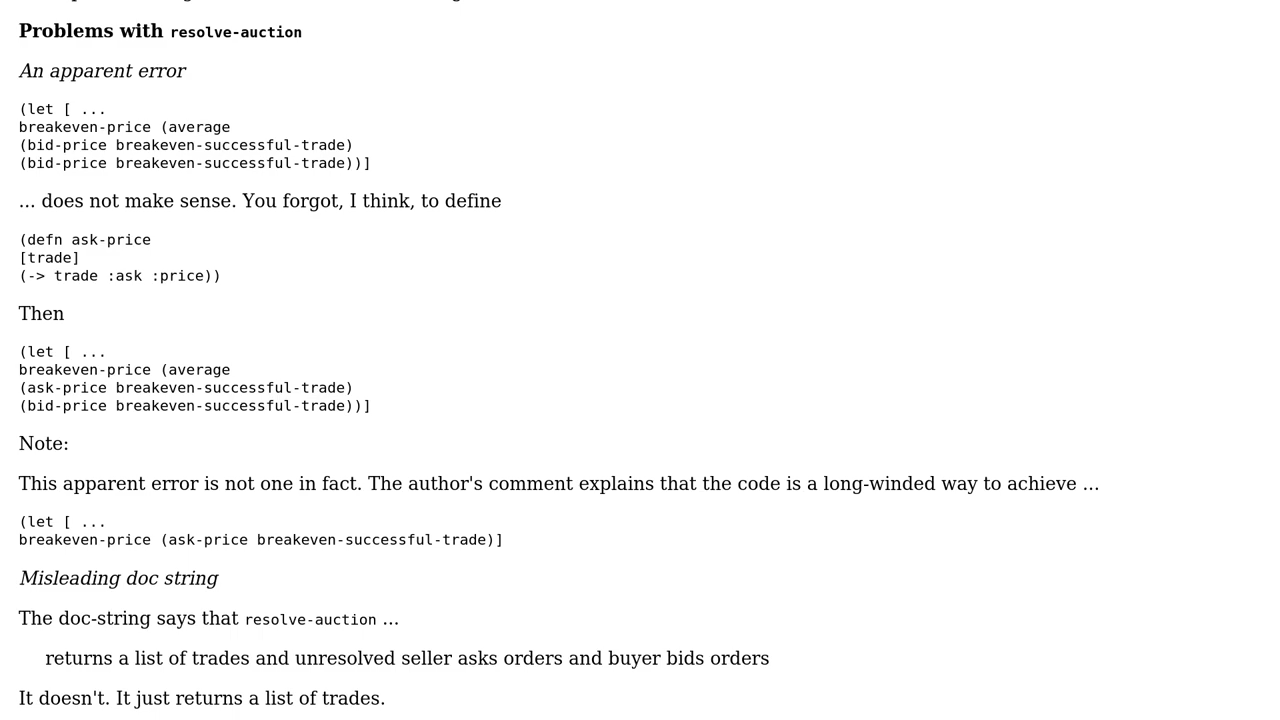 Problems with resolve-auction
An apparent error
(let [ ...
breakeven-price (average
(bid-price breakeven-successful-trade)
(bid-price breakeven-successful-trade))]
... does not make sense. You forgot, I think, to define
(defn ask-price
[trade]
(-> trade :ask :price))
Then
(let [ ...
breakeven-price (average
(ask-price breakeven-successful-trade)
(bid-price breakeven-successful-trade))]
Note:
This apparent error is not one in fact. The author's comment explains that the code is a long-winded way to achieve ...
(let [ ...
breakeven-price (ask-price breakeven-successful-trade)]
Misleading doc string
The doc-string says that resolve-auction ...
returns a list of trades and unresolved seller asks orders and buyer bids orders
It doesn't. It just returns a list of trades.